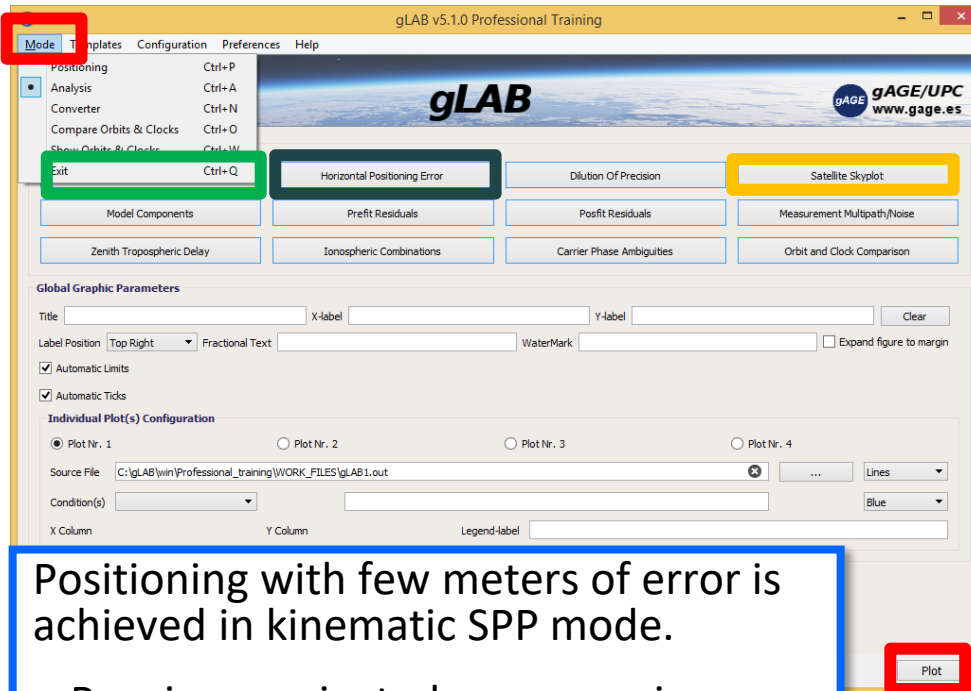 gLAB v5.1.0 Professional Training
Mode Templates Configuration Preferences Help
Positioning Ctrl+P
Analysis Ctrl+A
Converter Ctrl+N
Compare Orbits & Clocks Ctrl+O
Show Orbits & Clocks Ctrl+W
Exit Ctrl+Q
gLAB
gAGE gAGE/UPC
www.gage.es
Horizontal Positioning Error Dilution Of Precision Satellite Skyplot
Model Components Prefit Residuals Posfit Residuals Measurement Multipath/Noise
Zenith Tropospheric Delay Ionospheric Combinations Carrier Phase Ambiguities Orbit and Clock Comparison
Global Graphic Parameters
Title X-label Y-label Clear
Label Position Top Right Fractional Text WaterMark Expand figure to margin
Automatic Limits
Automatic Ticks
Individual Plot(s) Configuration
Plot Nr. 1 Plot Nr. 2 Plot Nr. 3 Plot Nr. 4
Source File C:\gLAB\win\Professional_training\WORK_FILES\gLAB1.out ... Lines
Condition(s) Blue
X Column Y Column Legend-label
Positioning with few meters of error is
achieved in kinematic SPP mode.
Plot